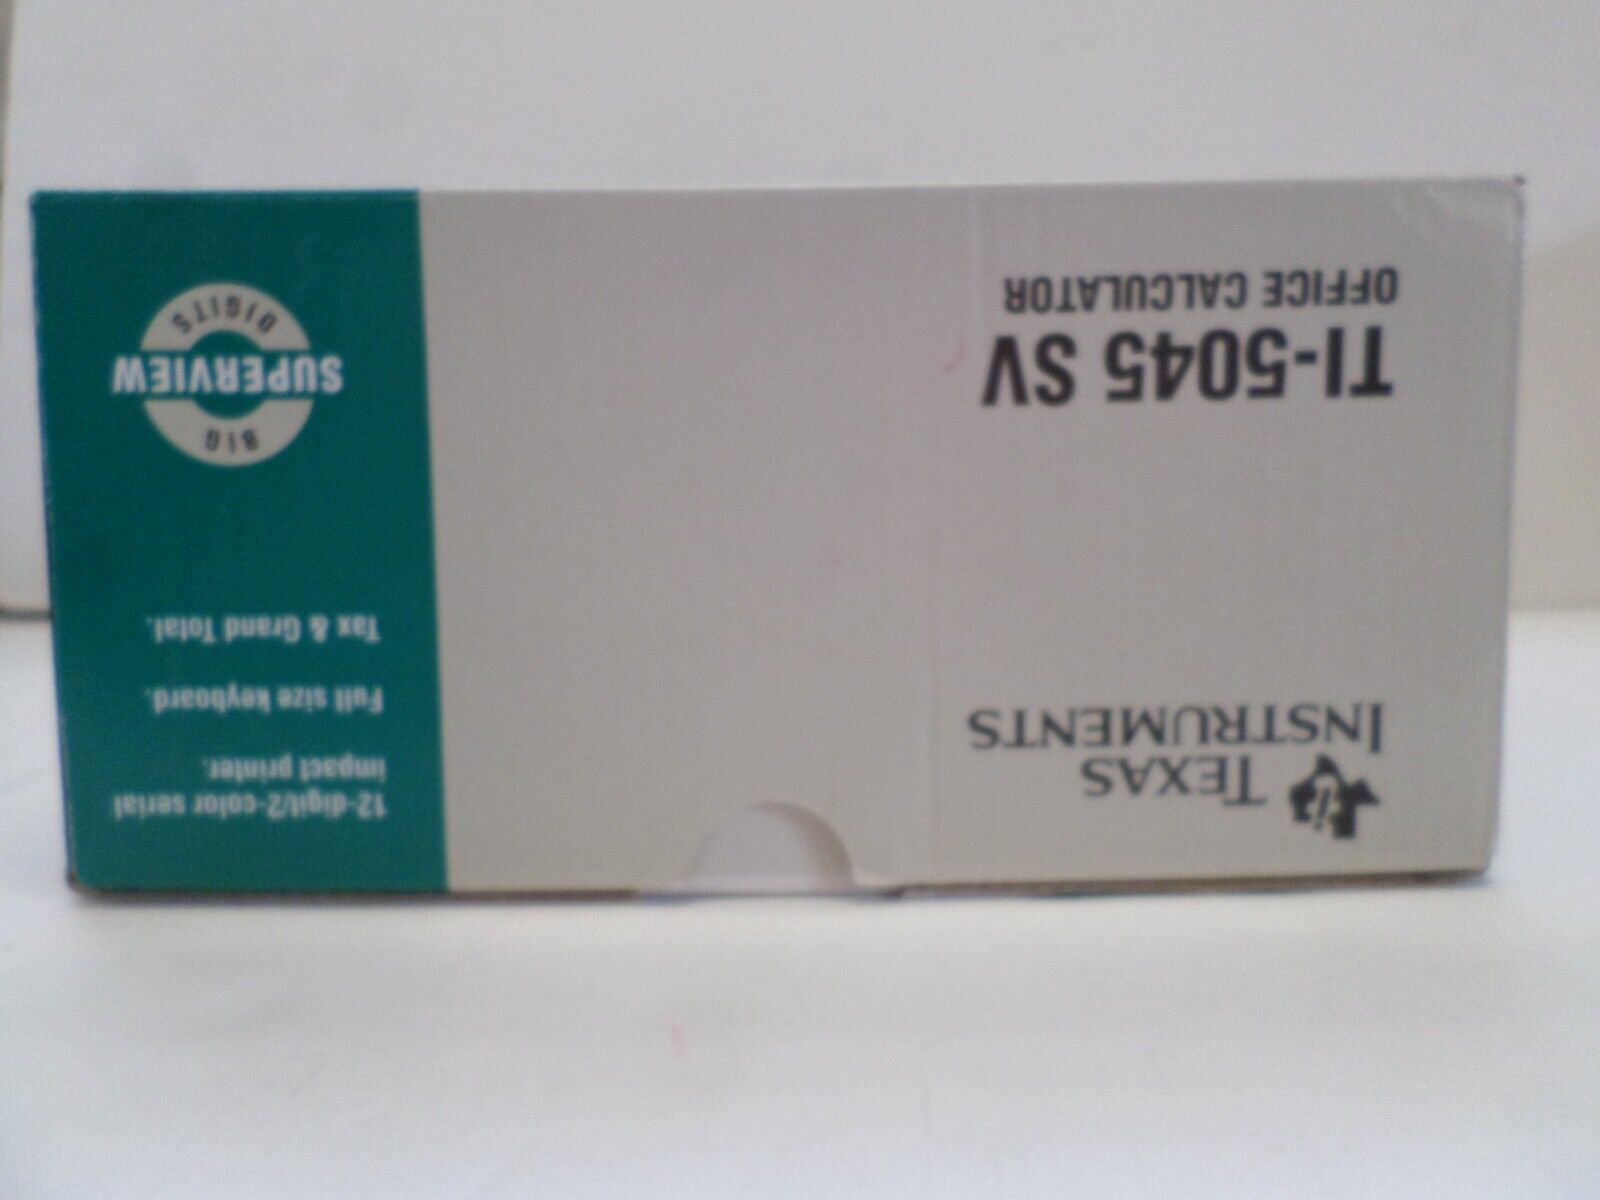 TEXAS
INSTRUMENTS
TI-5045 SV
OFFICE CALCULATOR
12-digit/2-color serial
impact printer.
Full size keyboard.
Tax & Grand Total.
BIG
SUPERVIEW
DIGITS